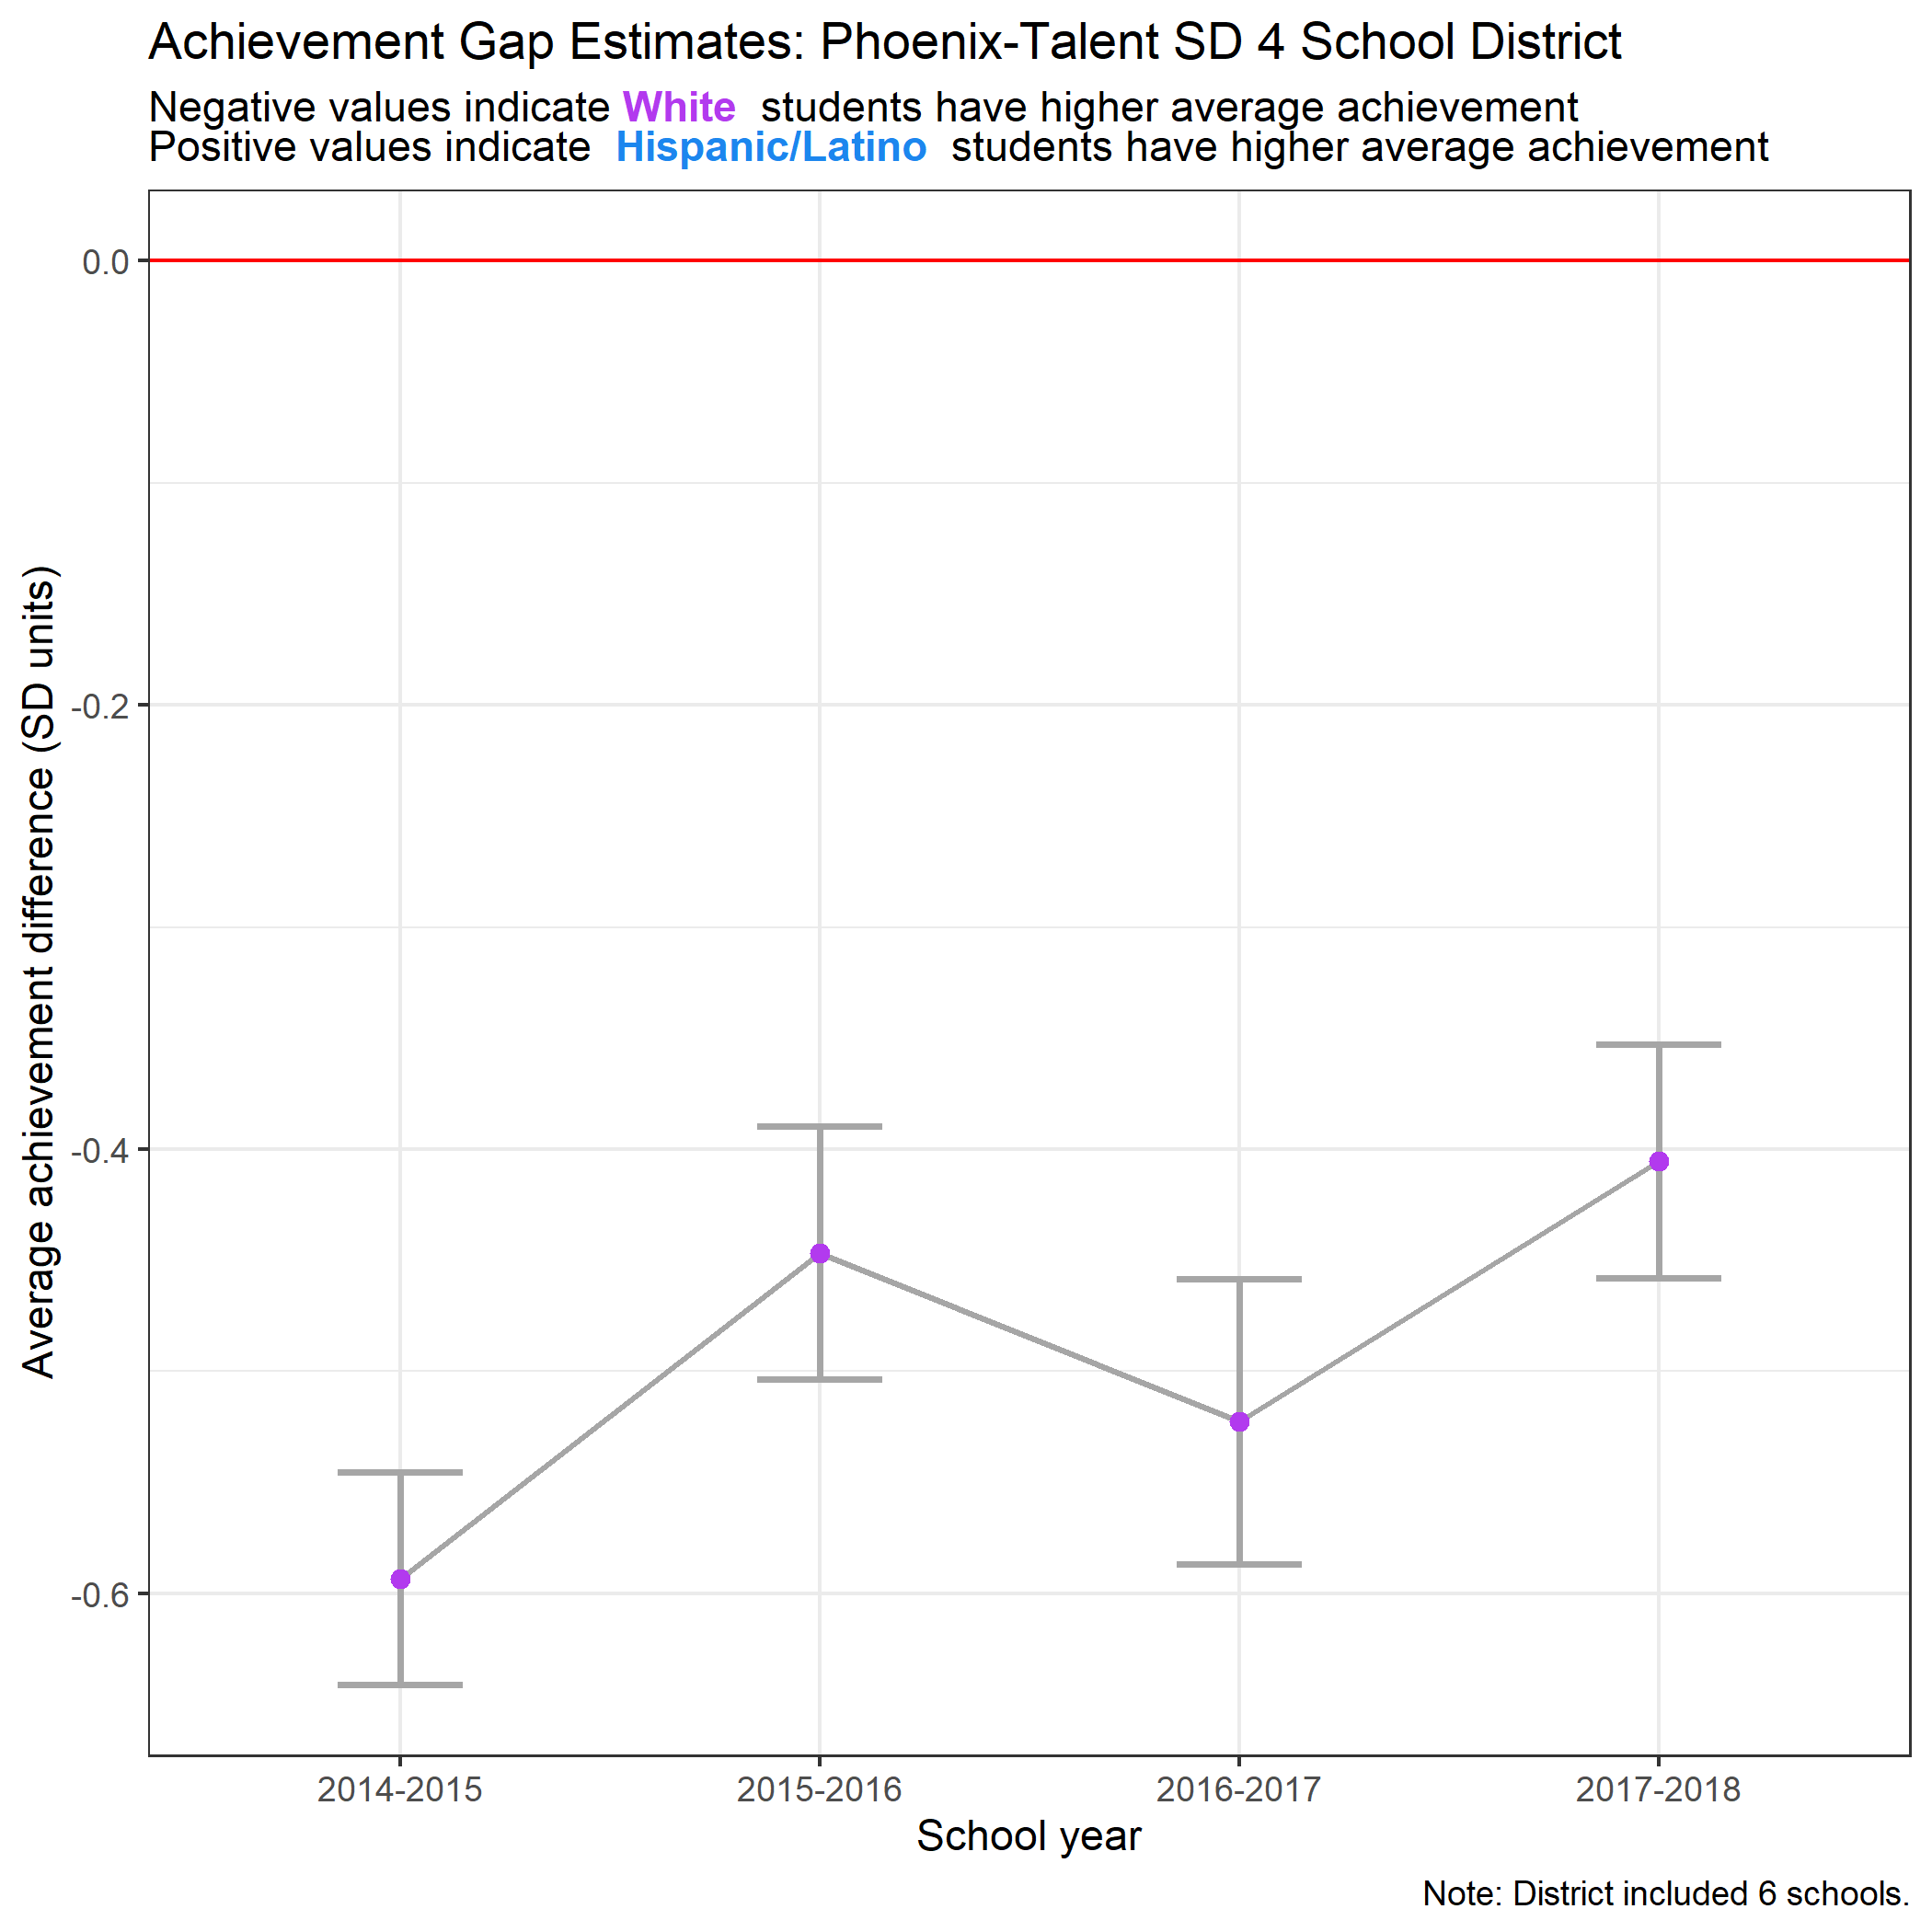 Achievement Gap Estimates: Phoenix-Talent SD 4 School District
Negative values indicate White students have higher average achievement
Positive values indicate Hispanic/Latino students have higher average achievement
Average achievement difference (SD units)
0.0
-0.2
-0.4
-0.6
2014-2015 2015-2016 2016-2017 2017-2018
School year
Note: District included 6 schools.